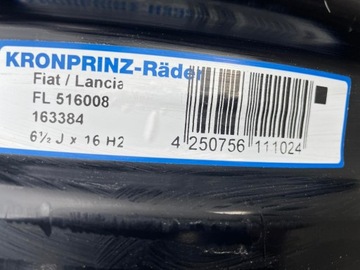 KRONPRINZ-Räder
Fiat / Lancia
FL 516008
163384
6½ J x 16 H2
4 250756 111024